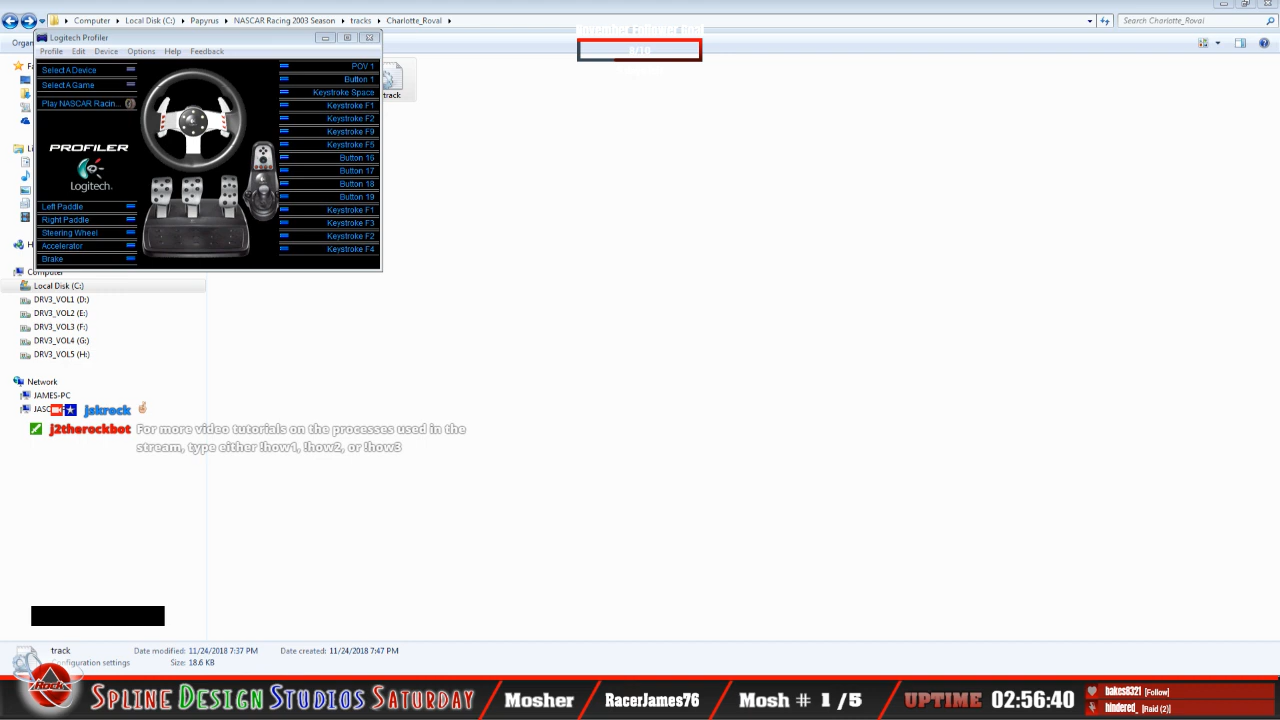 Computer ▸ Local Disk (C:) ▸ Papyrus ▸ NASCAR Racing 2003 Season ▸ tracks ▸ Charlotte_Roval ▸
Search Charlotte_Roval
Logitech Profiler
Profile Edit Device Options Help Feedback
Select A Device
Select A Game
Play NASCAR Racin...
PROFILER
Logitech
Left Paddle
Right Paddle
Steering Wheel
Accelerator
Brake
POV 1
Button 1
Keystroke Space
Keystroke F1
Keystroke F2
Keystroke F9
Keystroke F5
Button 16
Button 17
Button 18
Button 19
Keystroke F1
Keystroke F3
Keystroke F2
Keystroke F4
track
November Follower Goal
Computer
Local Disk (C:)
DRV3_VOL1 (D:)
DRV3_VOL2 (E:)
DRV3_VOL3 (F:)
DRV3_VOL4 (G:)
DRV3_VOL5 (H:)
Network
JAMES-PC
jskrock
j2therockbot For more video tutorials on the processes used in the
stream, type either !how1, !how2, or !how3
track Date modified: 11/24/2018 7:37 PM Date created: 11/24/2018 7:47 PM
Configuration settings Size: 18.6 KB
ROCK
SPLINE DESIGN STUDIOS SATURDAY
Mosher
RacerJames76
Mosh # 1 / 5
UPTIME 02:56:40
bakes8321 [Follow]
hindered_ [Raid (2)]